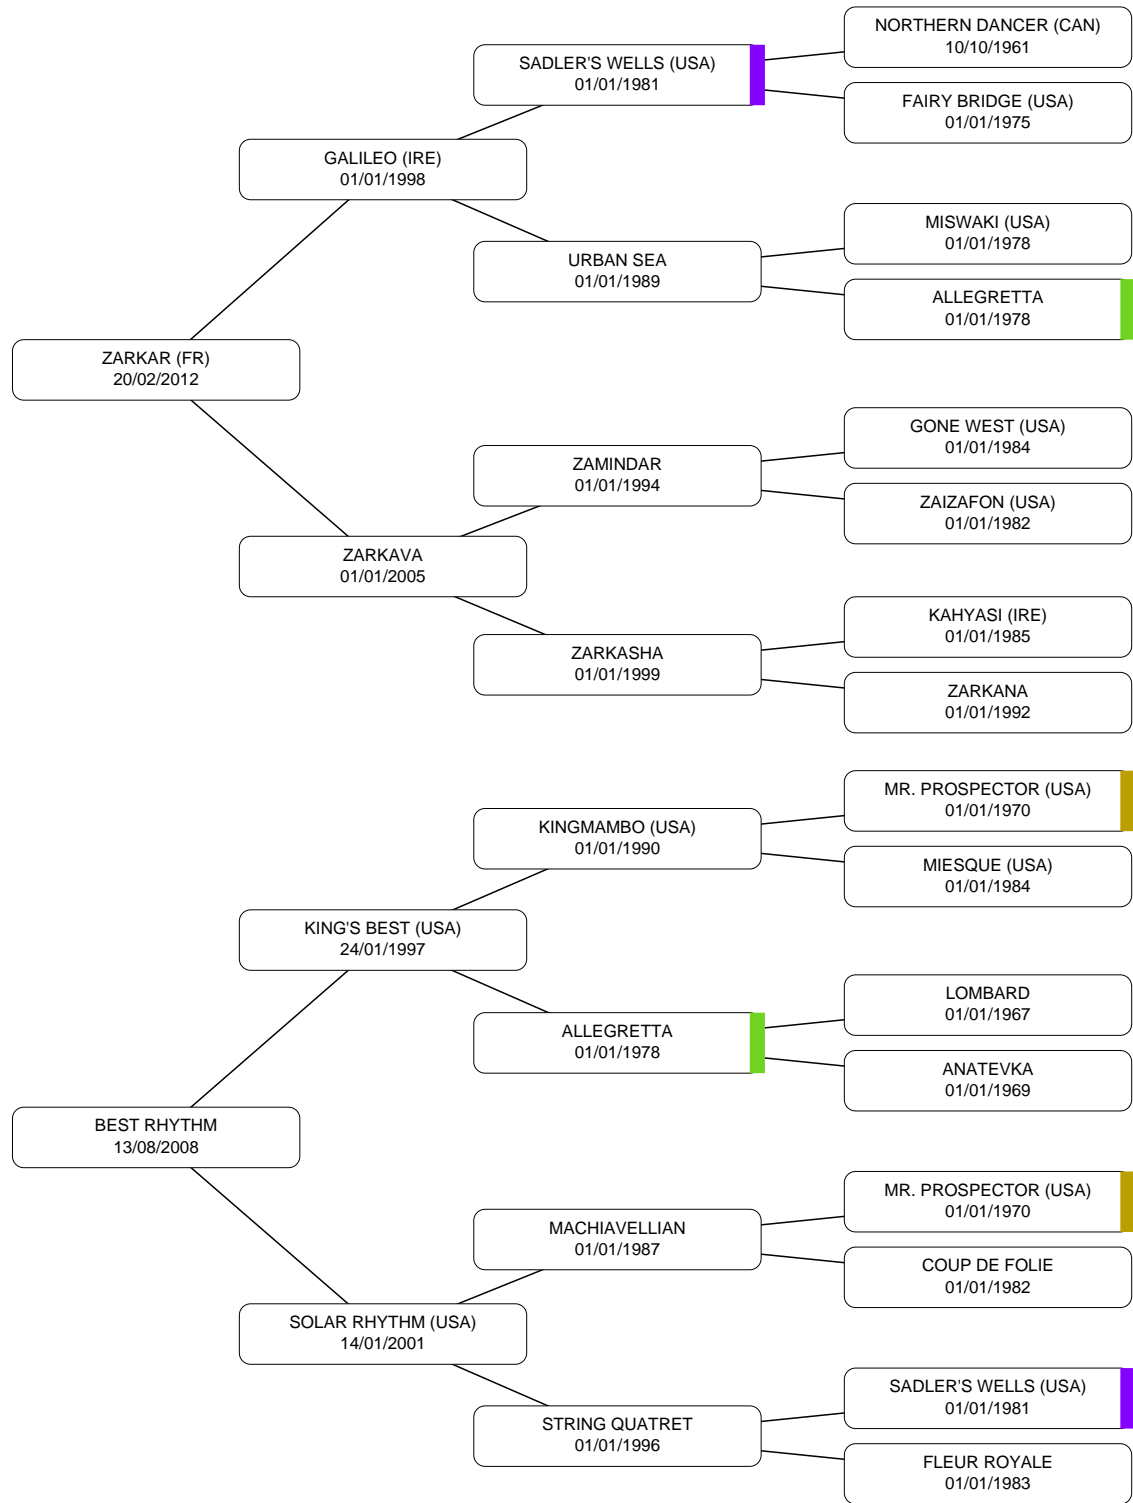 NORTHERN DANCER (CAN)
10/10/1961
SADLER'S WELLS (USA)
01/01/1981
FAIRY BRIDGE (USA)
01/01/1975
GALILEO (IRE)
01/01/1998
MISWAKI (USA)
01/01/1978
URBAN SEA
01/01/1989
ALLEGRETTA
01/01/1978
ZARKAR (FR)
20/02/2012
GONE WEST (USA)
01/01/1984
ZAMINDAR
01/01/1994
ZAIZAFON (USA)
01/01/1982
ZARKAVA
01/01/2005
KAHYASI (IRE)
01/01/1985
ZARKASHA
01/01/1999
ZARKANA
01/01/1992
MR. PROSPECTOR (USA)
01/01/1970
KINGMAMBO (USA)
01/01/1990
MIESQUE (USA)
01/01/1984
KING'S BEST (USA)
24/01/1997
LOMBARD
01/01/1967
ALLEGRETTA
01/01/1978
ANATEVKA
01/01/1969
BEST RHYTHM
13/08/2008
MR. PROSPECTOR (USA)
01/01/1970
MACHIAVELLIAN
01/01/1987
COUP DE FOLIE
01/01/1982
SOLAR RHYTHM (USA)
14/01/2001
SADLER'S WELLS (USA)
01/01/1981
STRING QUATRET
01/01/1996
FLEUR ROYALE
01/01/1983